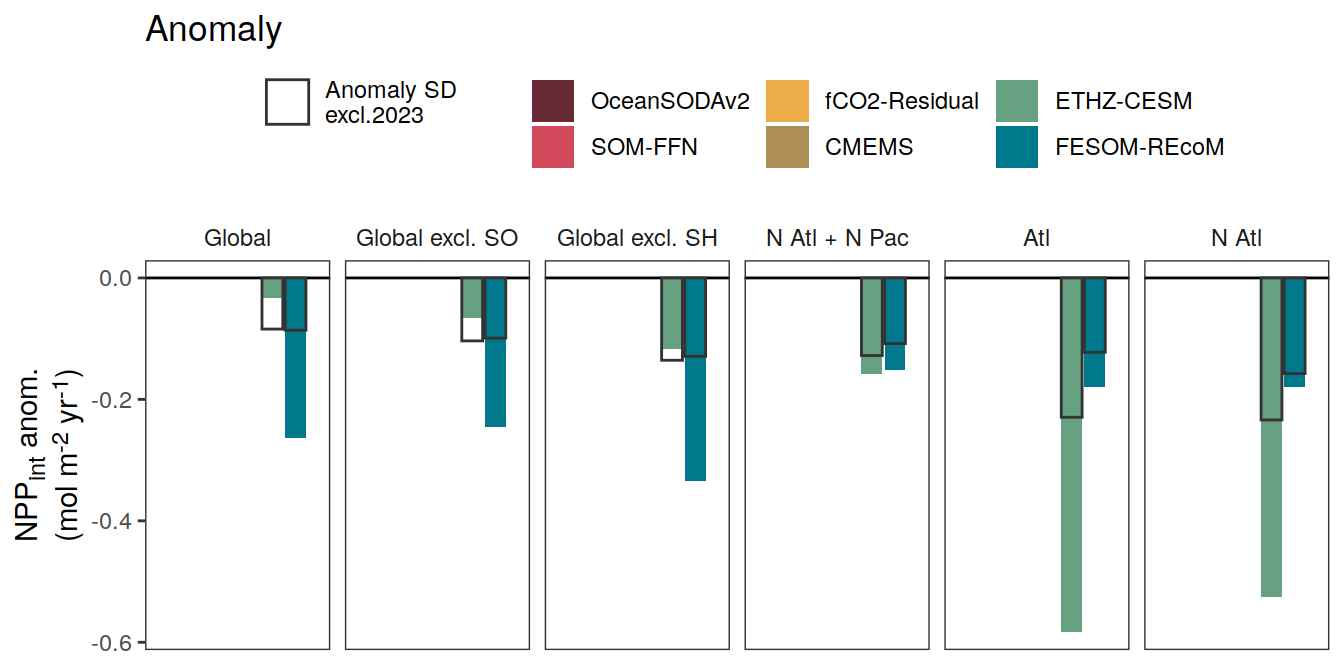 Anomaly
Anomaly SD
excl.2023
OceanSODAv2
fCO2-Residual
ETHZ-CESM
SOM-FFN
CMEMS
FESOM-REcoM
Global
Global excl. SO
Global excl. SH
N Atl + N Pac
Atl
N Atl
NPPint anom.
(mol m-2 yr-1)
0.0
-0.2
-0.4
-0.6